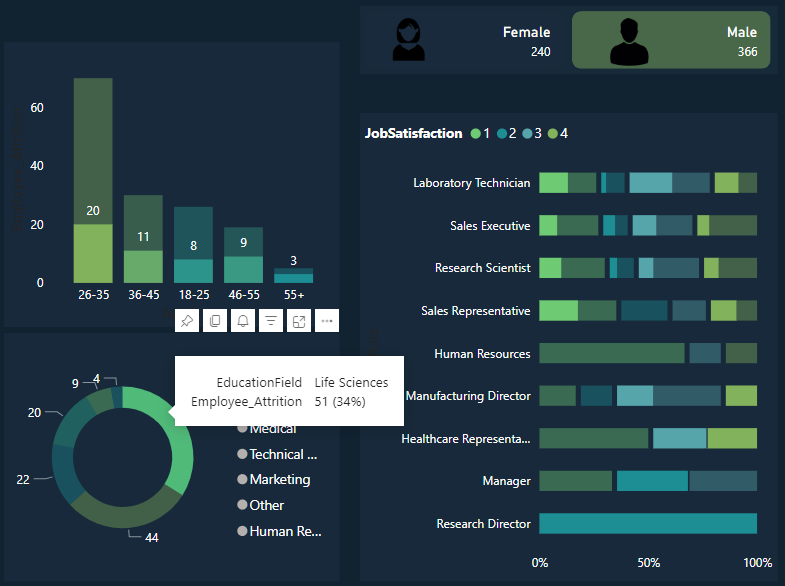 Female
240
Male
366
60
40
20
0
20
11
8
9
3
26-35 36-45 18-25 46-55 55+
EducationField Life Sciences
Employee_Attrition 51 (34%)
4
9
20
22
44
Medical
Technical ...
Marketing
Other
Human Re...
JobSatisfaction 1 2 3 4
Laboratory Technician
Sales Executive
Research Scientist
Sales Representative
Human Resources
Manufacturing Director
Healthcare Representa...
Manager
Research Director
0% 50% 100%